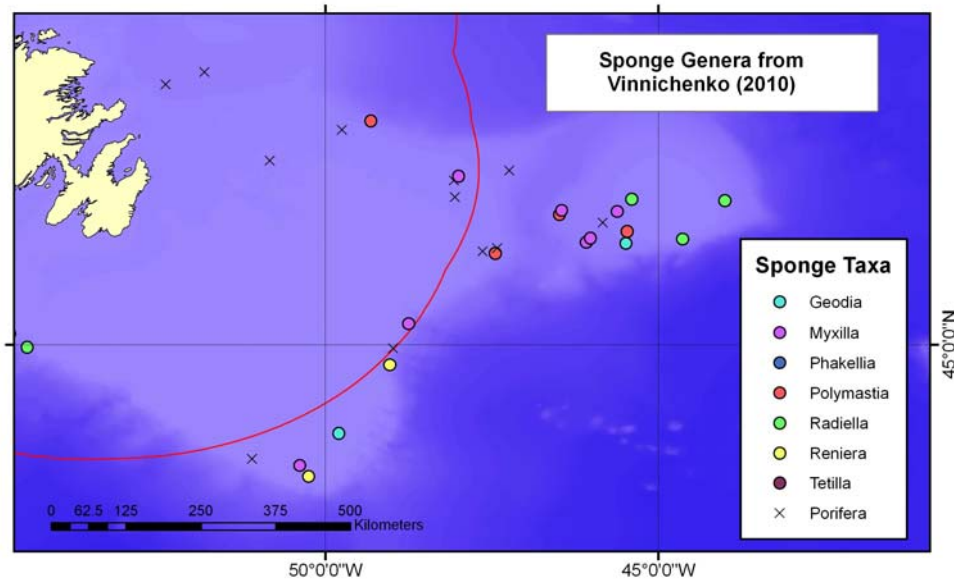 Sponge Genera from
Vinnichenko (2010)
Sponge Taxa
Geodia
Myxilla
Phakellia
Polymastia
Radiella
Reniera
Tetilla
Porifera
45°0'0"N
0 62.5 125 250 375 500
Kilometers
50°0'0"W 45°0'0"W